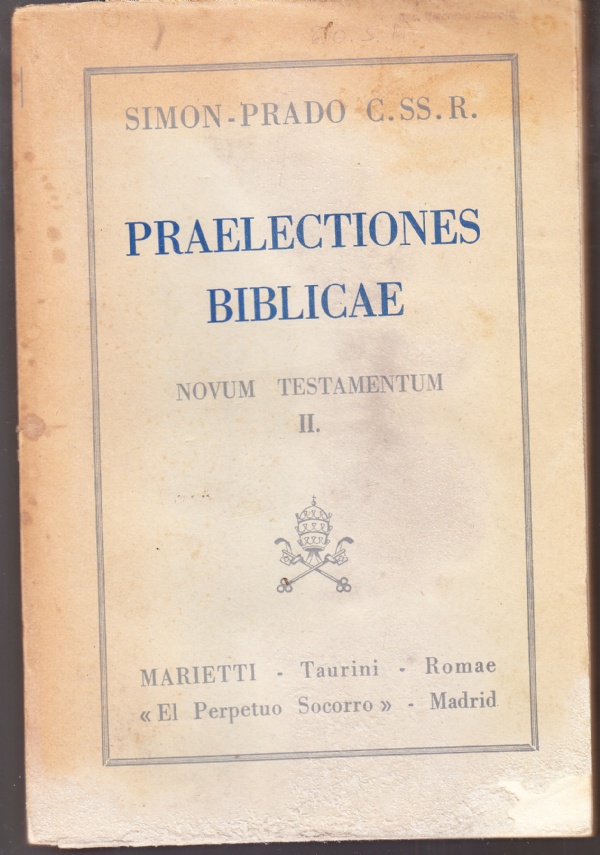 SIMON-PRADO C.SS.R.
PRAELECTIONES
BIBLICAE
NOVUM TESTAMENTUM
II.
MARIETTI - Taurini - Romae
« El Perpetuo Socorro » - Madrid